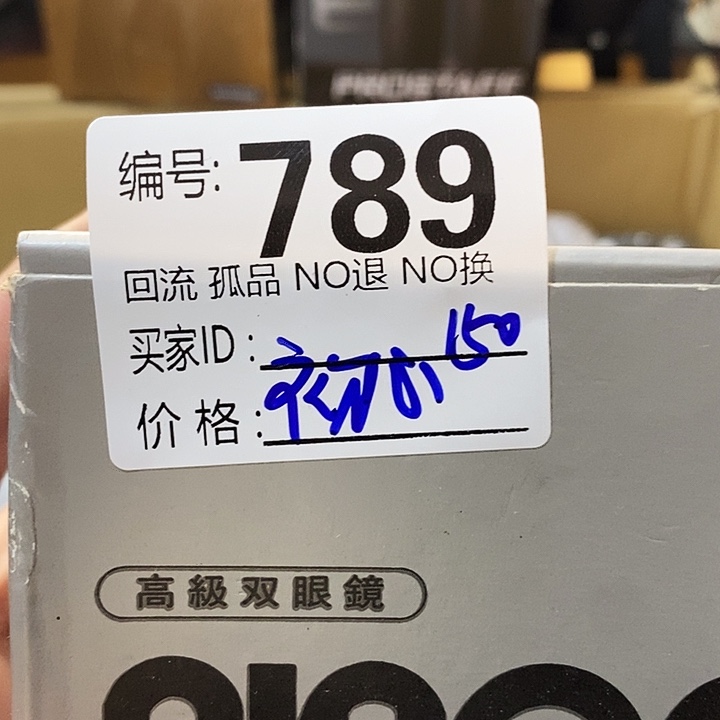 PROSTAFF
编号: 789
回流 孤品 NO退 NO换
买家ID: 150
价格:
高級双眼鏡